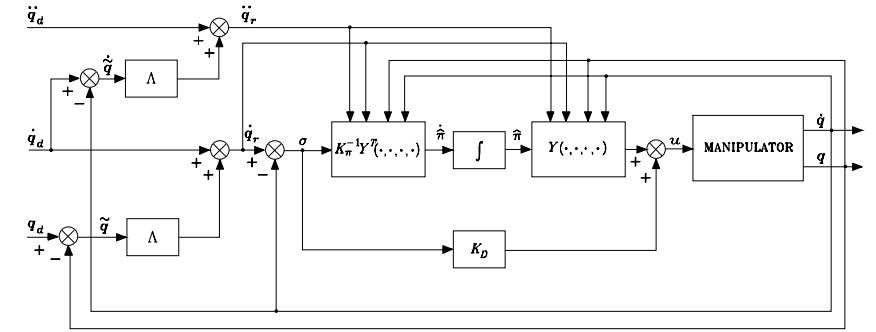 q̈_d
q̈_r
+ +
q̃̇ Λ
+ −
K_π^{-1}Y^T(·,·,·,·) π̂̇ ∫ π̂ Y(·,·,·,·) u MANIPULATOR q̇
q̇_d q̇_r σ
+ + + − + +
q
q_d q̃ Λ
+ −
K_D